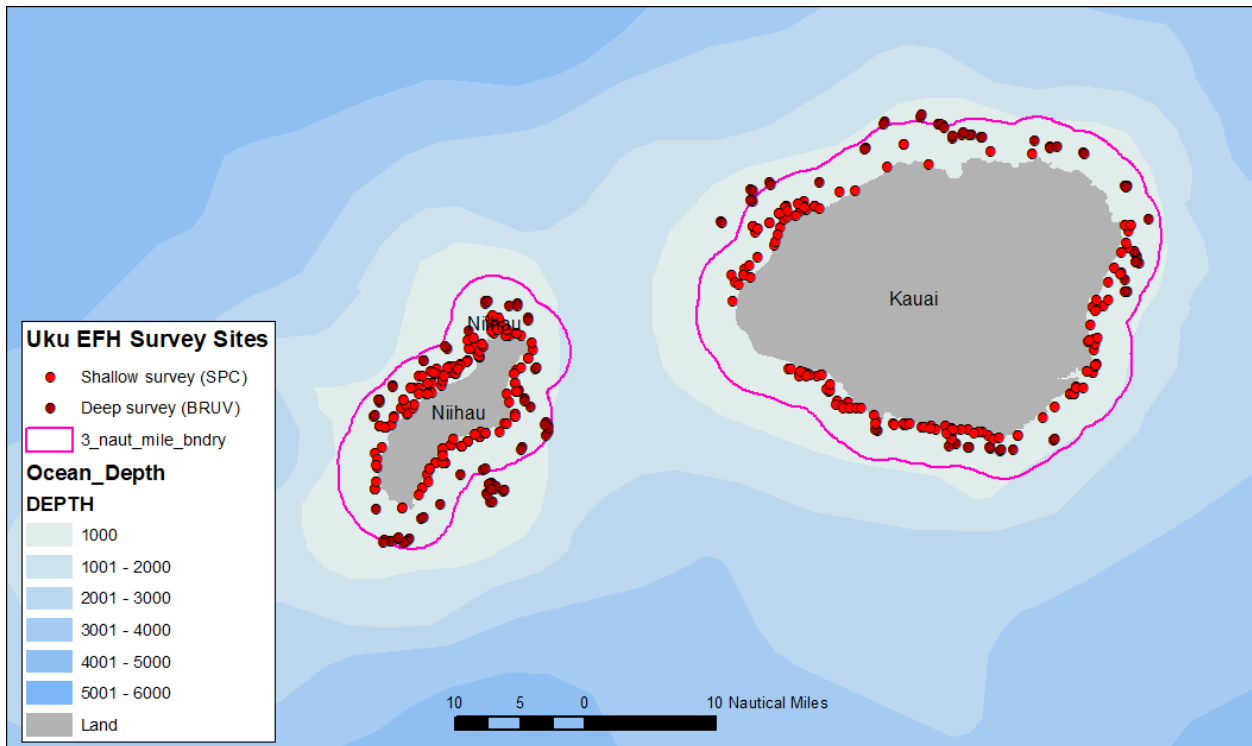 Kauai
Niihau
Niihau
Uku EFH Survey Sites
Shallow survey (SPC)
Deep survey (BRUV)
3_naut_mile_bndry
Ocean_Depth
DEPTH
1000
1001 - 2000
2001 - 3000
3001 - 4000
4001 - 5000
5001 - 6000
Land
10 5 0 10 Nautical Miles